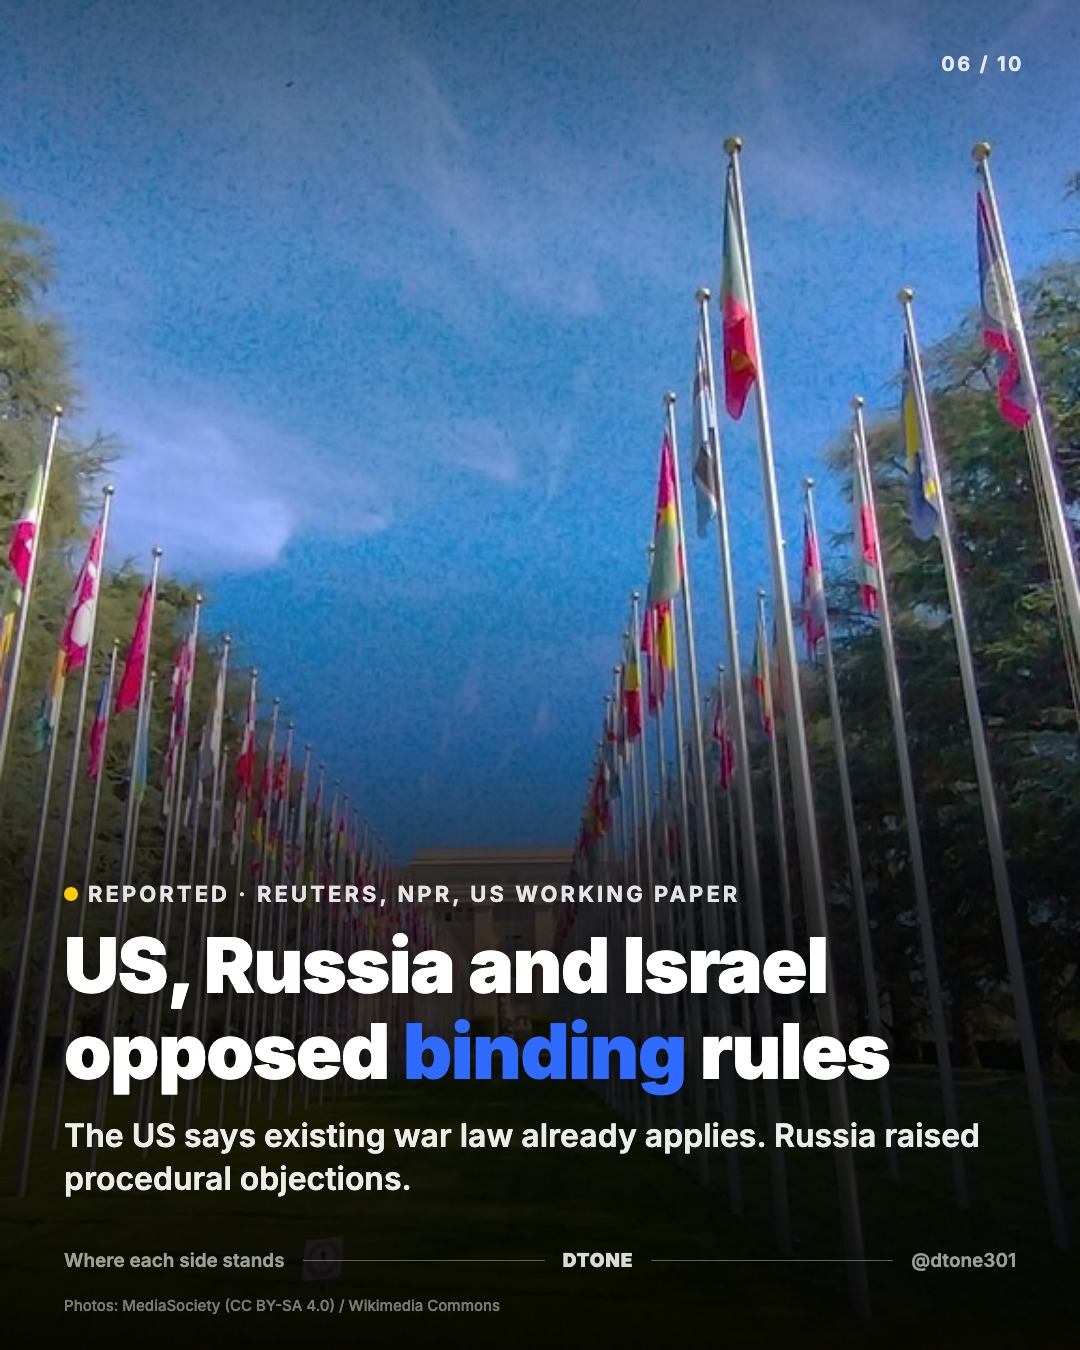 06 / 10
REPORTED · REUTERS, NPR, US WORKING PAPER
US, Russia and Israel
opposed binding rules
The US says existing war law already applies. Russia raised
procedural objections.
Where each side stands DTONE @dtone301
Photos: MediaSociety (CC BY-SA 4.0) / Wikimedia Commons